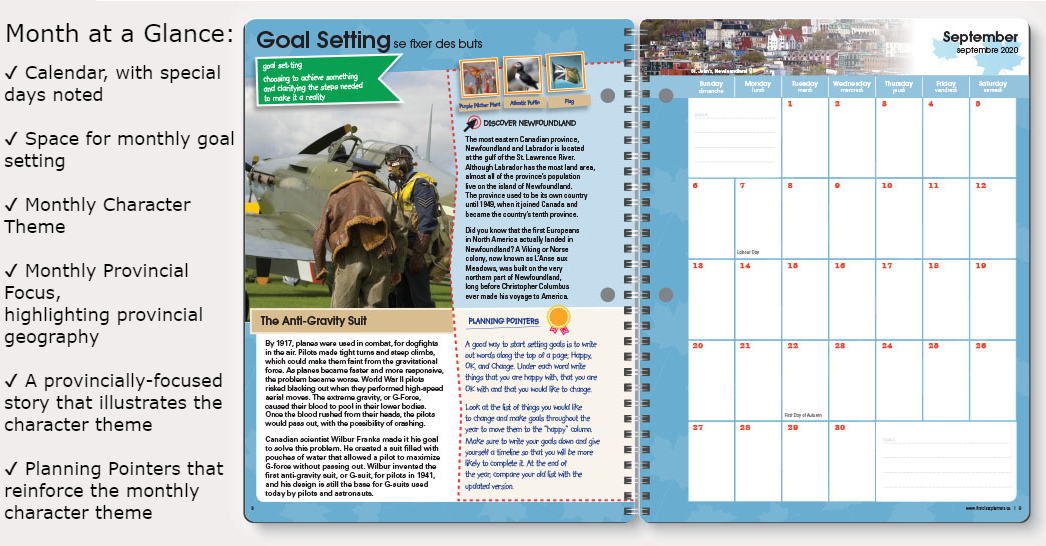 Month at a Glance:
✓ Calendar, with special
days noted
✓ Space for monthly goal
setting
✓ Monthly Character
Theme
✓ Monthly Provincial
Focus,
highlighting provincial
geography
✓ A provincially-focused
story that illustrates the
character theme
✓ Planning Pointers that
reinforce the monthly
character theme
Goal Setting se fixer des buts
goal setting
choosing to achieve something
and clarifying the steps needed
to make it a reality
Purple Pitcher Plant
Atlantic Puffin
Flag
DISCOVER NEWFOUNDLAND
The most eastern Canadian province,
Newfoundland and Labrador is located
at the gulf of the St. Lawrence River.
Although Labrador has the most land area,
almost all of the province's population
live on the island of Newfoundland.
The province used to be its own country
until 1949, when it joined Canada and
became the country's tenth province.
Did you know that the first Europeans
in North America actually landed in
Newfoundland? A Viking or Norse
colony, now known as L'Anse aux
Meadows, was built on the very
northern part of Newfoundland,
long before Christopher Columbus
ever made his voyage to America.
The Anti-Gravity Suit
By 1917, planes were used in combat, for dogfights
in the air. Pilots made tight turns and steep climbs,
which could make them faint from the gravitational
force. As planes became faster and more responsive,
the problem became worse. World War II pilots
risked blacking out when they performed high-speed
aerial moves. The extreme gravity, or G-Force,
caused their blood to pool in their lower bodies.
Once the blood rushed from their heads, the pilots
would pass out, with the possibility of crashing.
Canadian scientist Wilbur Franks made it his goal
to solve this problem. He created a suit filled with
pouches of water that allowed a pilot to maximize
G-force without passing out. Wilbur invented the
first anti-gravity suit, or G-suit, for pilots in 1941,
and his design is still the base for G-suits used
today by pilots and astronauts.
PLANNING POINTERS
A good way to start setting goals is to write
out words along the top of a page; Happy,
OK, and Change. Under each word write
things that you are happy with, that you are
OK with and that you would like to change.
Look at the list of things you would like
to change and make goals throughout the
year to move them to the "happy" column.
Make sure to write your goals down and give
yourself a timeline so that you will be more
likely to complete it. At the end of
the year, compare your old list with the
updated version.
8
St. John's, Newfoundland
September
septembre 2020
Sunday Monday Tuesday Wednesday Thursday Friday Saturday
dimanche lundi mardi mercredi jeudi vendredi samedi
1 2 3 4 5
6 7 8 9 10 11 12
Labour Day
13 14 15 16 17 18 19
20 21 22 23 24 25 26
First Day of Autumn
27 28 29 30
www.firstclassplanners.ca | 9